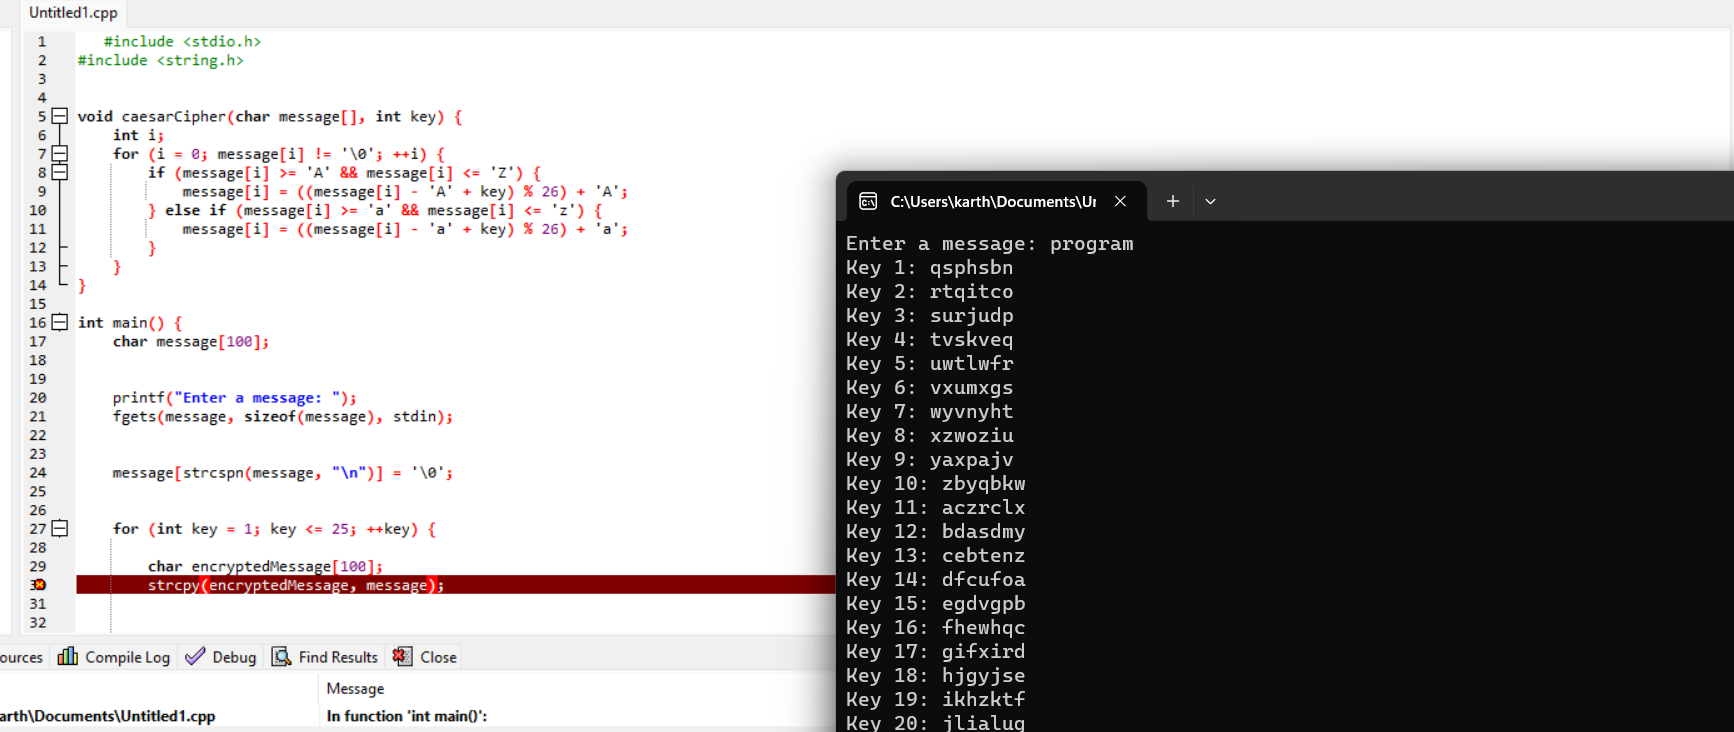 Untitled1.cpp
1 #include <stdio.h>
2 #include <string.h>
3
4
5 void caesarCipher(char message[], int key) {
6 int i;
7 for (i = 0; message[i] != '\0'; ++i) {
8 if (message[i] >= 'A' && message[i] <= 'Z') {
9 message[i] = ((message[i] - 'A' + key) % 26) + 'A';
10 } else if (message[i] >= 'a' && message[i] <= 'z') {
11 message[i] = ((message[i] - 'a' + key) % 26) + 'a';
12 }
13 }
14 }
15
16 int main() {
17 char message[100];
18
19
20 printf("Enter a message: ");
21 fgets(message, sizeof(message), stdin);
22
23
24 message[strcspn(message, "\n")] = '\0';
25
26
27 for (int key = 1; key <= 25; ++key) {
28
29 char encryptedMessage[100];
strcpy(encryptedMessage, message);
31
32
ources Compile Log Debug Find Results Close
Message
arth\Documents\Untitled1.cpp In function 'int main()':
C:\Users\karth\Documents\Ur
Enter a message: program
Key 1: qsphsbn
Key 2: rtqitco
Key 3: surjudp
Key 4: tvskveq
Key 5: uwtlwfr
Key 6: vxumxgs
Key 7: wyvnyht
Key 8: xzwoziu
Key 9: yaxpajv
Key 10: zbyqbkw
Key 11: aczrclx
Key 12: bdasdmy
Key 13: cebtenz
Key 14: dfcufoa
Key 15: egdvgpb
Key 16: fhewhqc
Key 17: gifxird
Key 18: hjgyjse
Key 19: ikhzktf
Key 20: jlialug